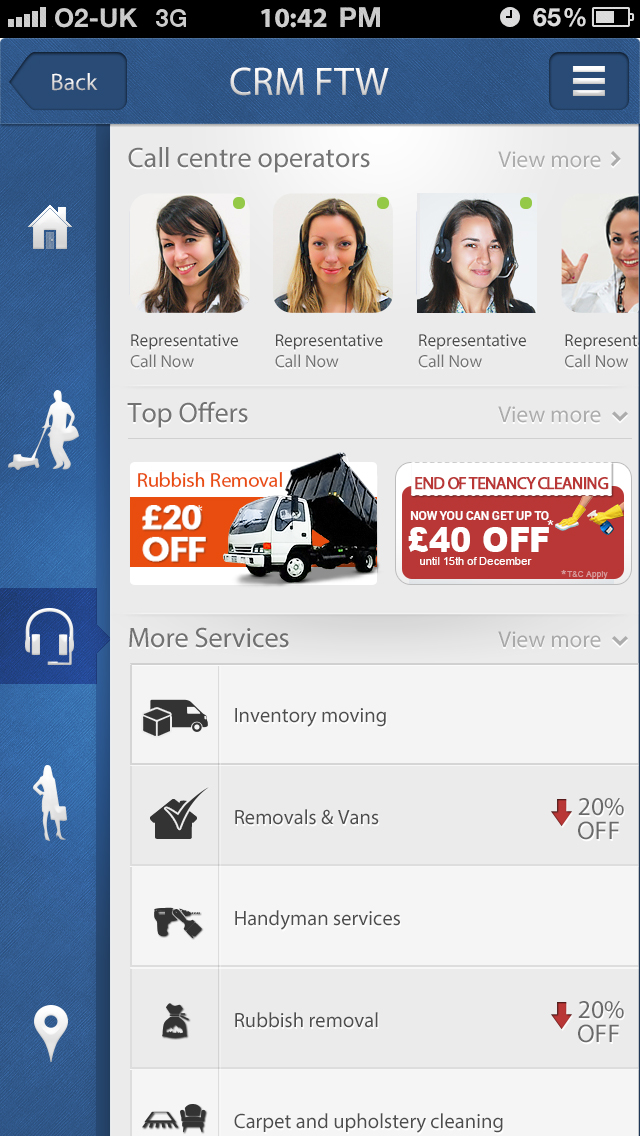 O2-UK 3G 10:42 PM 65%
Back CRM FTW
Call centre operators View more
Representative Representative Representative Represent
Call Now Call Now Call Now Call Now
Top Offers View more
Rubbish Removal
£20*
OFF
END OF TENANCY CLEANING
NOW YOU CAN GET UP TO
£40 OFF*
until 15th of December
*T&C Apply
More Services View more
Inventory moving
Removals & Vans 20%
OFF
Handyman services
Rubbish removal 20%
OFF
Carpet and upholstery cleaning